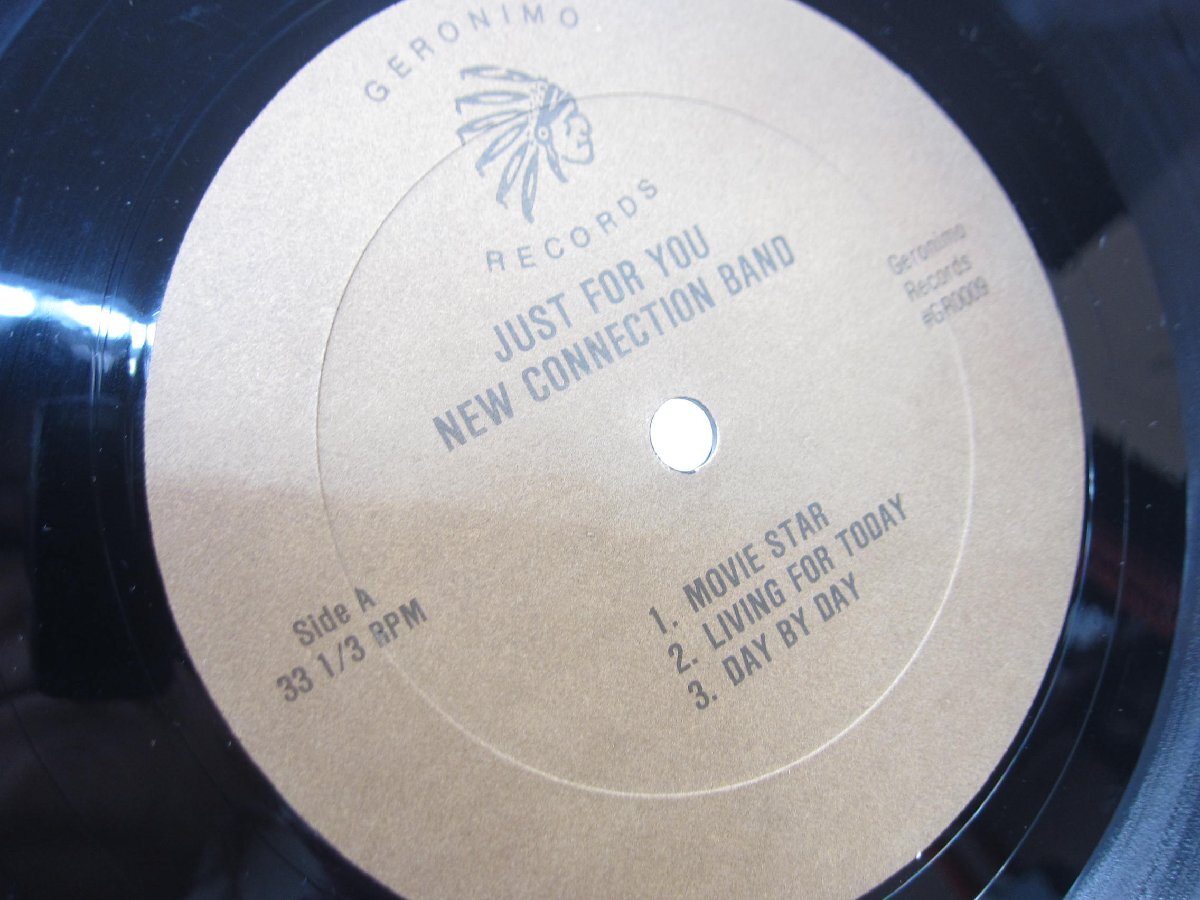 GERONIMO
RECORDS
JUST FOR YOU
NEW CONNECTION BAND
Geronimo
Records
#GR0009
Side A
33 1/3 RPM
1. MOVIE STAR
2. LIVING FOR TODAY
3. DAY BY DAY